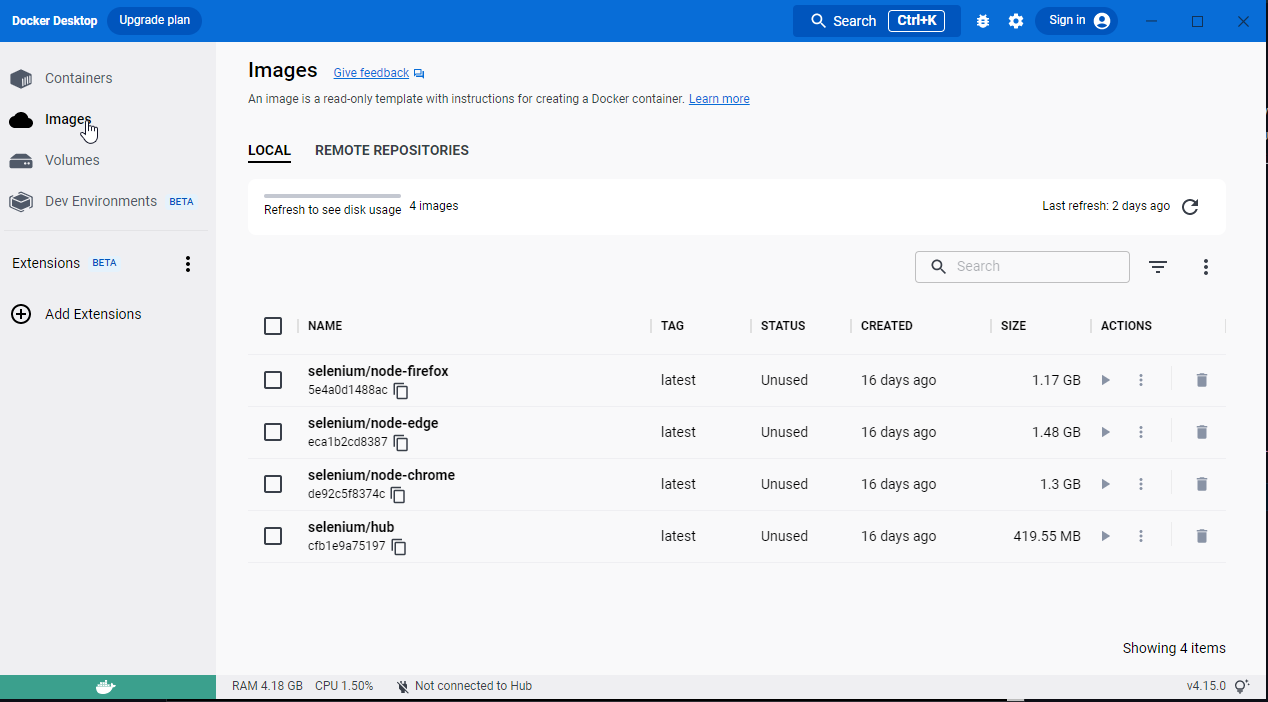 Docker Desktop Upgrade plan Search Ctrl+K Sign in
Containers
Images
Volumes
Dev Environments BETA
Extensions BETA
Add Extensions
Images Give feedback
An image is a read-only template with instructions for creating a Docker container. Learn more
LOCAL REMOTE REPOSITORIES
Refresh to see disk usage 4 images Last refresh: 2 days ago
Search
NAME TAG STATUS CREATED SIZE ACTIONS
selenium/node-firefox
5e4a0d1488ac latest Unused 16 days ago 1.17 GB
selenium/node-edge
eca1b2cd8387 latest Unused 16 days ago 1.48 GB
selenium/node-chrome
de92c5f8374c latest Unused 16 days ago 1.3 GB
selenium/hub
cfb1e9a75197 latest Unused 16 days ago 419.55 MB
Showing 4 items
RAM 4.18 GB CPU 1.50% Not connected to Hub v4.15.0